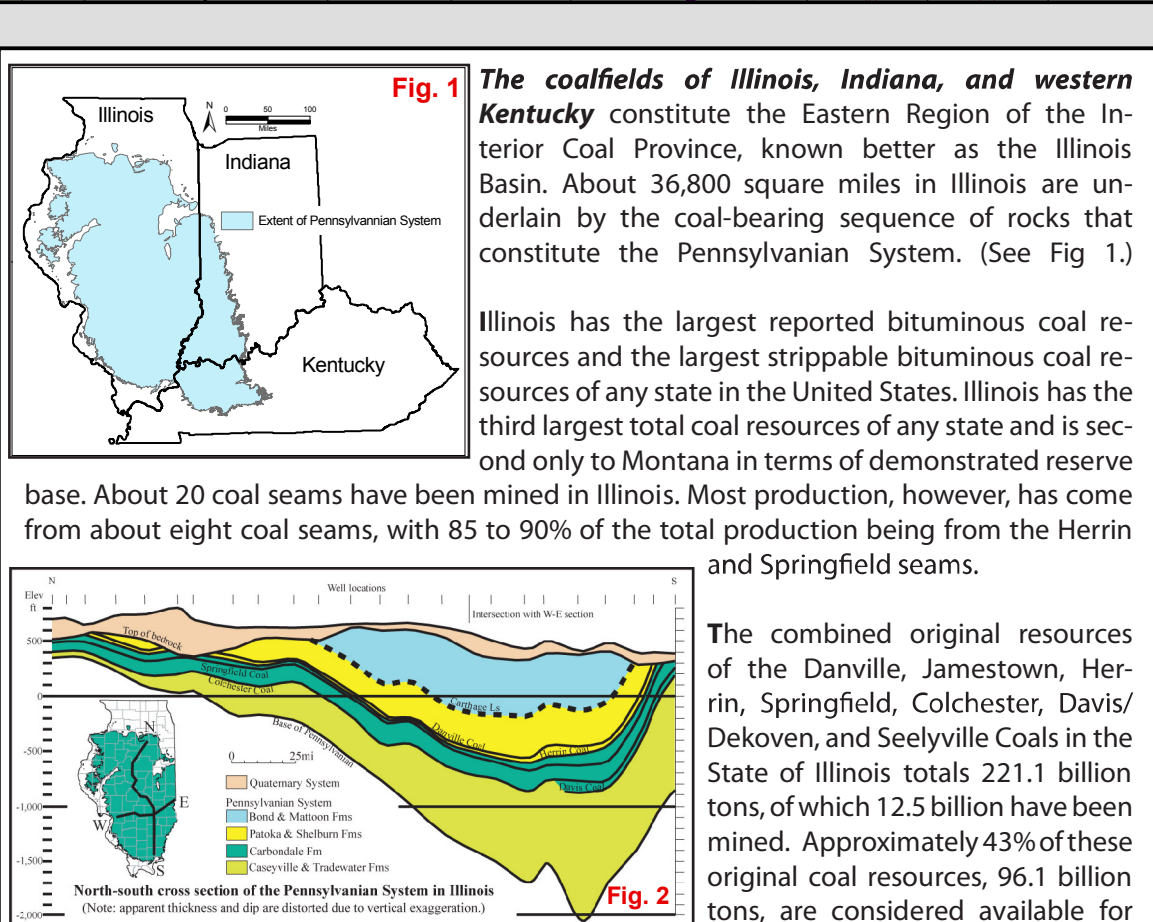 Fig. 1
Illinois
N
0 50 100
Miles
Indiana
Extent of Pennsylvannian System
Kentucky
The coalfields of Illinois, Indiana, and western
Kentucky constitute the Eastern Region of the In-
terior Coal Province, known better as the Illinois
Basin. About 36,800 square miles in Illinois are un-
derlain by the coal-bearing sequence of rocks that
constitute the Pennsylvanian System. (See Fig 1.)
Illinois has the largest reported bituminous coal re-
sources and the largest strippable bituminous coal re-
sources of any state in the United States. Illinois has the
third largest total coal resources of any state and is sec-
ond only to Montana in terms of demonstrated reserve
base. About 20 coal seams have been mined in Illinois. Most production, however, has come
from about eight coal seams, with 85 to 90% of the total production being from the Herrin
and Springfield seams.
N
Well locations
S
Elev
ft
Intersection with W-E section
Top of bedrock
500
Springfield Coal
Colchester Coal
0
Carthage Ls
Base of Pennsylvanian
Danville Coal
Herrin Coal
Davis Coal
-500
-1,000
-1,500
-2,000
N
E
W
S
0 25mi
Quaternary System
Pennsylvanian System
Bond & Mattoon Fms
Patoka & Shelburn Fms
Carbondale Fm
Caseyville & Tradewater Fms
North-south cross section of the Pennsylvanian System in Illinois
(Note: apparent thickness and dip are distorted due to vertical exaggeration.)
Fig. 2
The combined original resources
of the Danville, Jamestown, Her-
rin, Springfield, Colchester, Davis/
Dekoven, and Seelyville Coals in the
State of Illinois totals 221.1 billion
tons, of which 12.5 billion have been
mined. Approximately 43% of these
original coal resources, 96.1 billion
tons, are considered available for